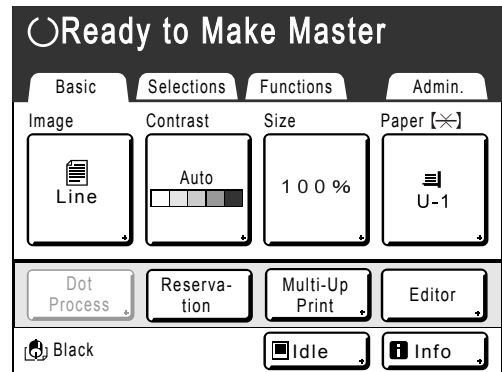 Ready to Make Master
Basic Selections Functions Admin.
Image Contrast Size Paper
Line Auto 100% U-1
Dot Process Reserva-tion Multi-Up Print Editor
Black Idle Info